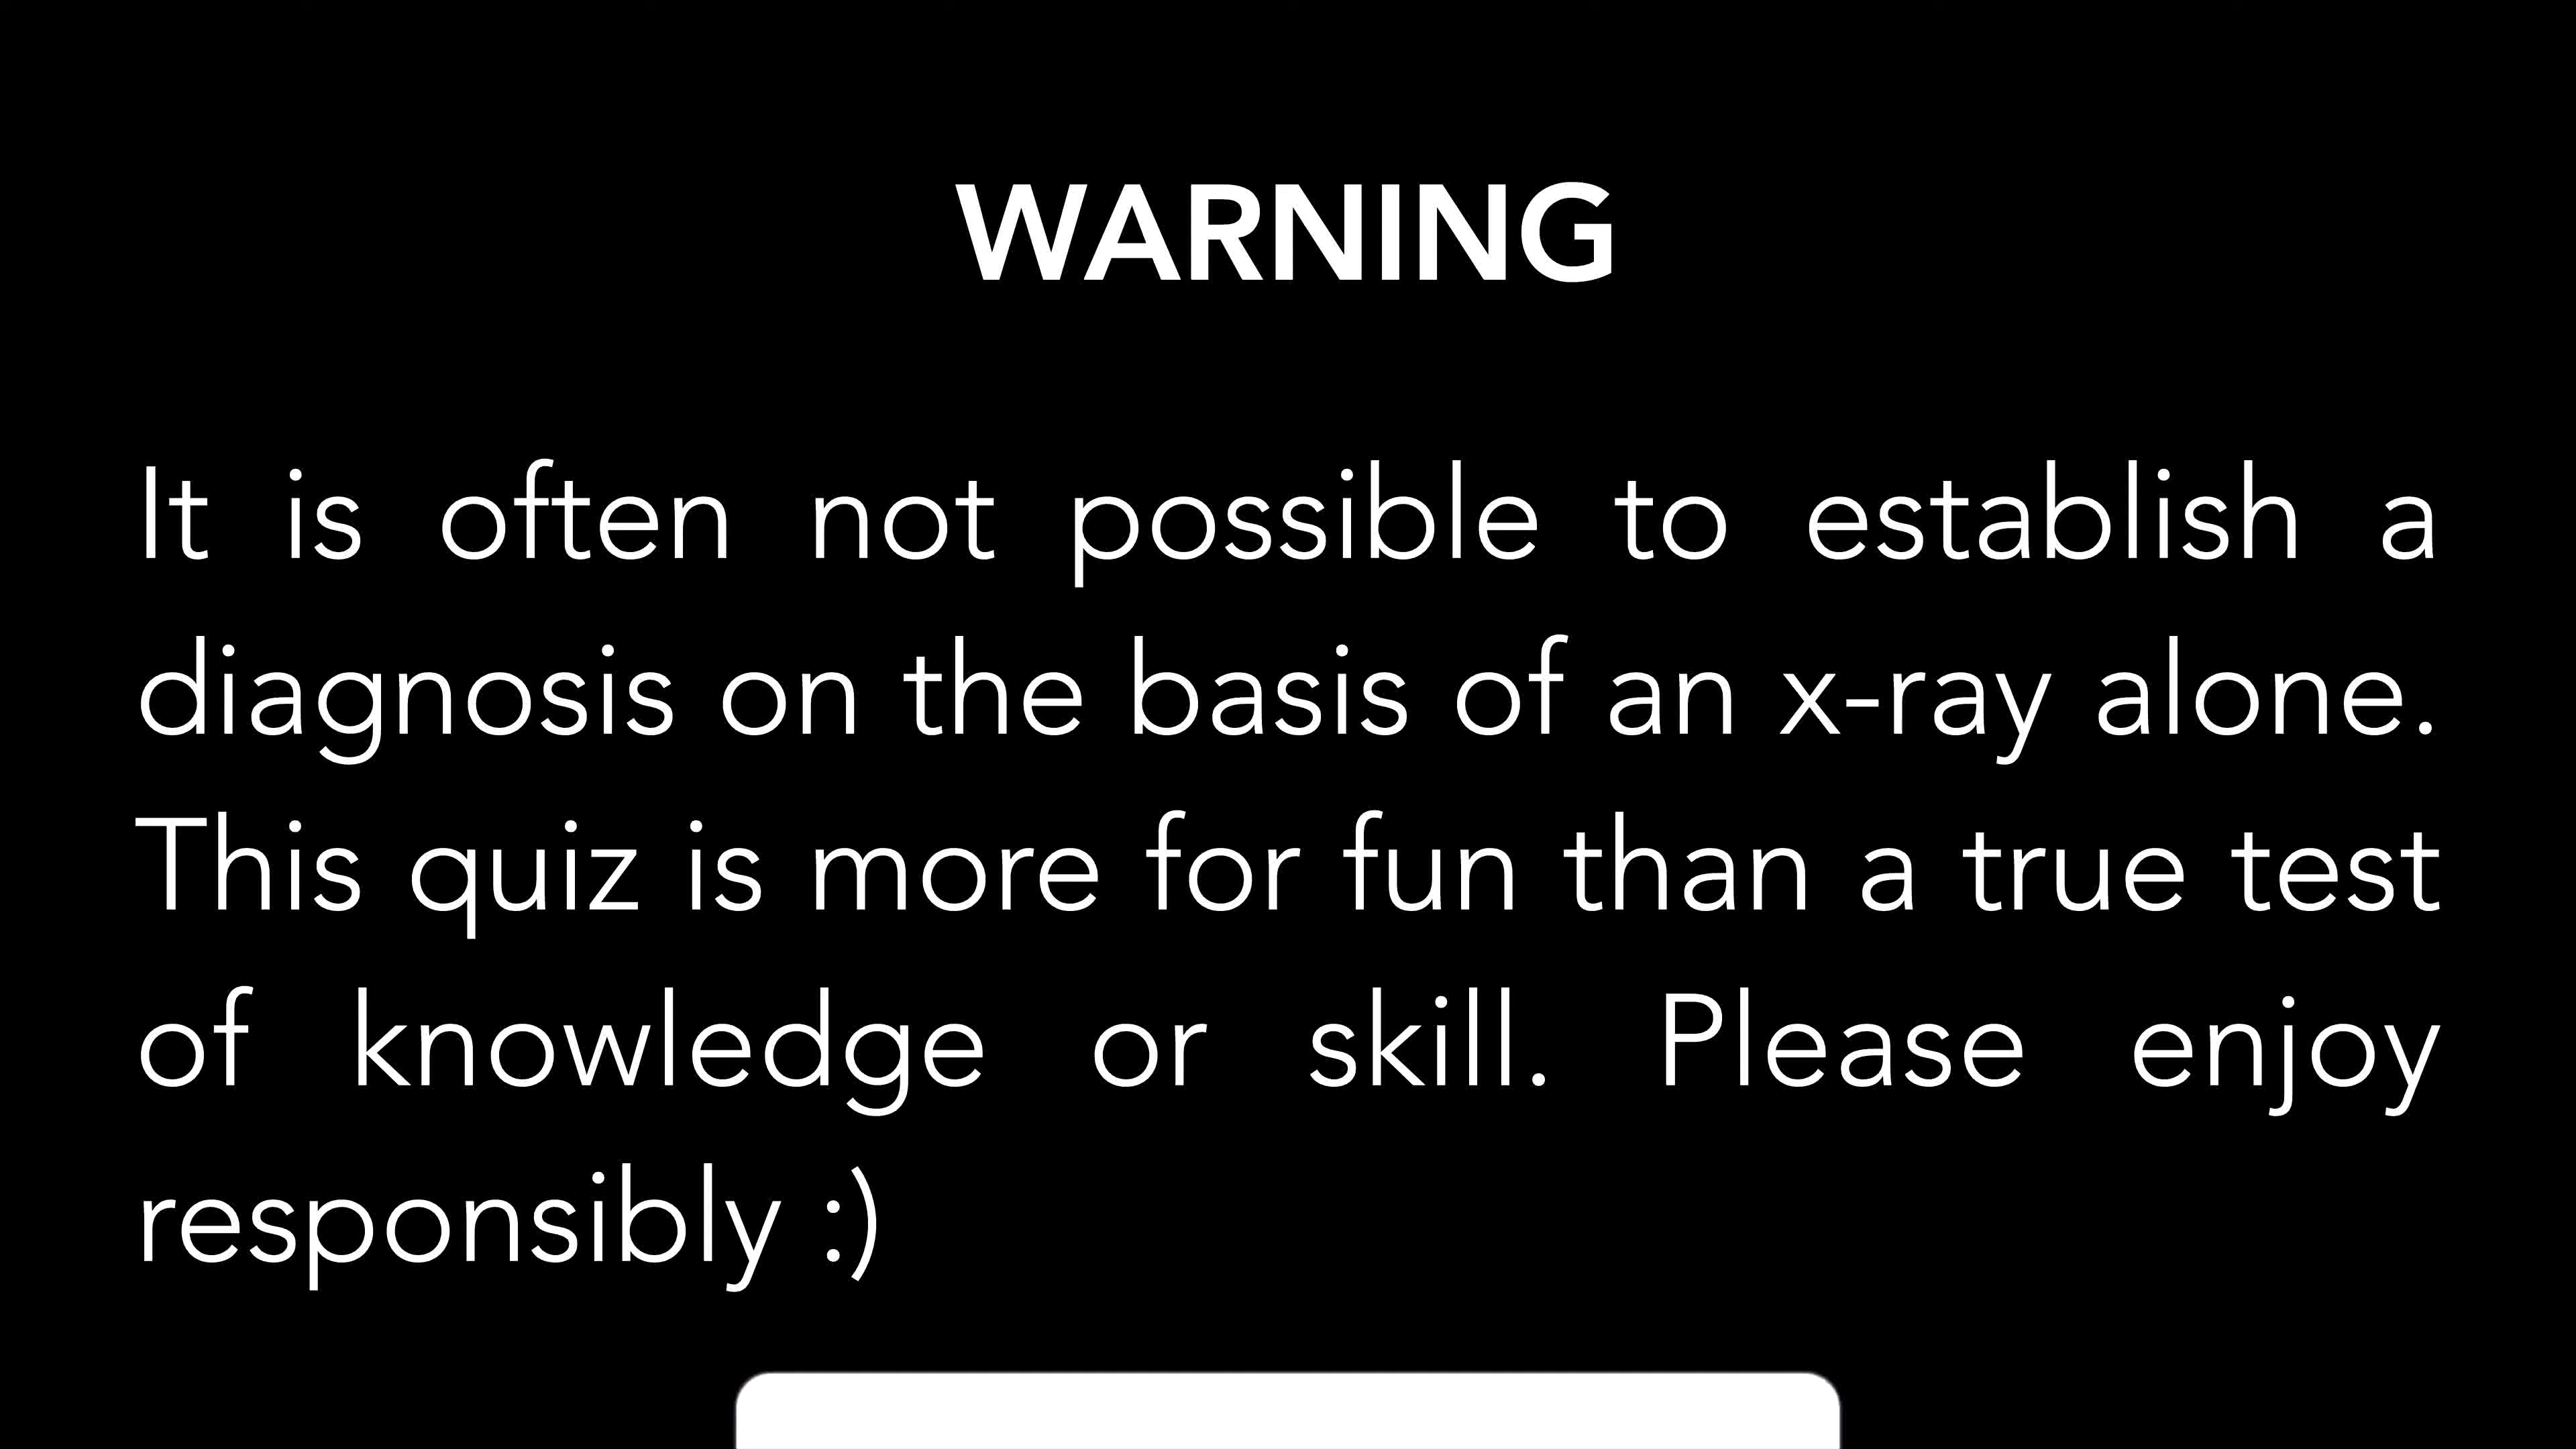 WARNING
It is often not possible to establish a
diagnosis on the basis of an x-ray alone.
This quiz is more for fun than a true test
of knowledge or skill. Please enjoy
responsibly :)